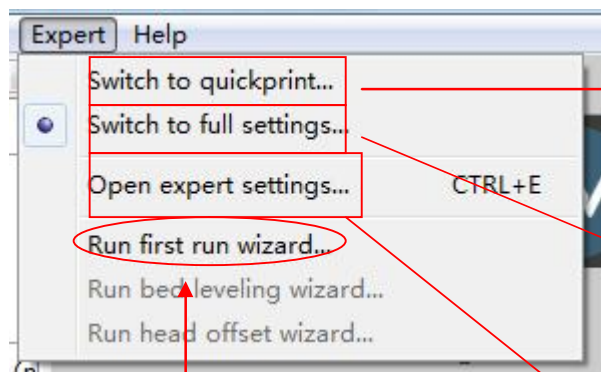 Expert Help
Switch to quickprint...
Switch to full settings...
Open expert settings... CTRL+E
Run first run wizard...
Run bed leveling wizard...
Run head offset wizard...